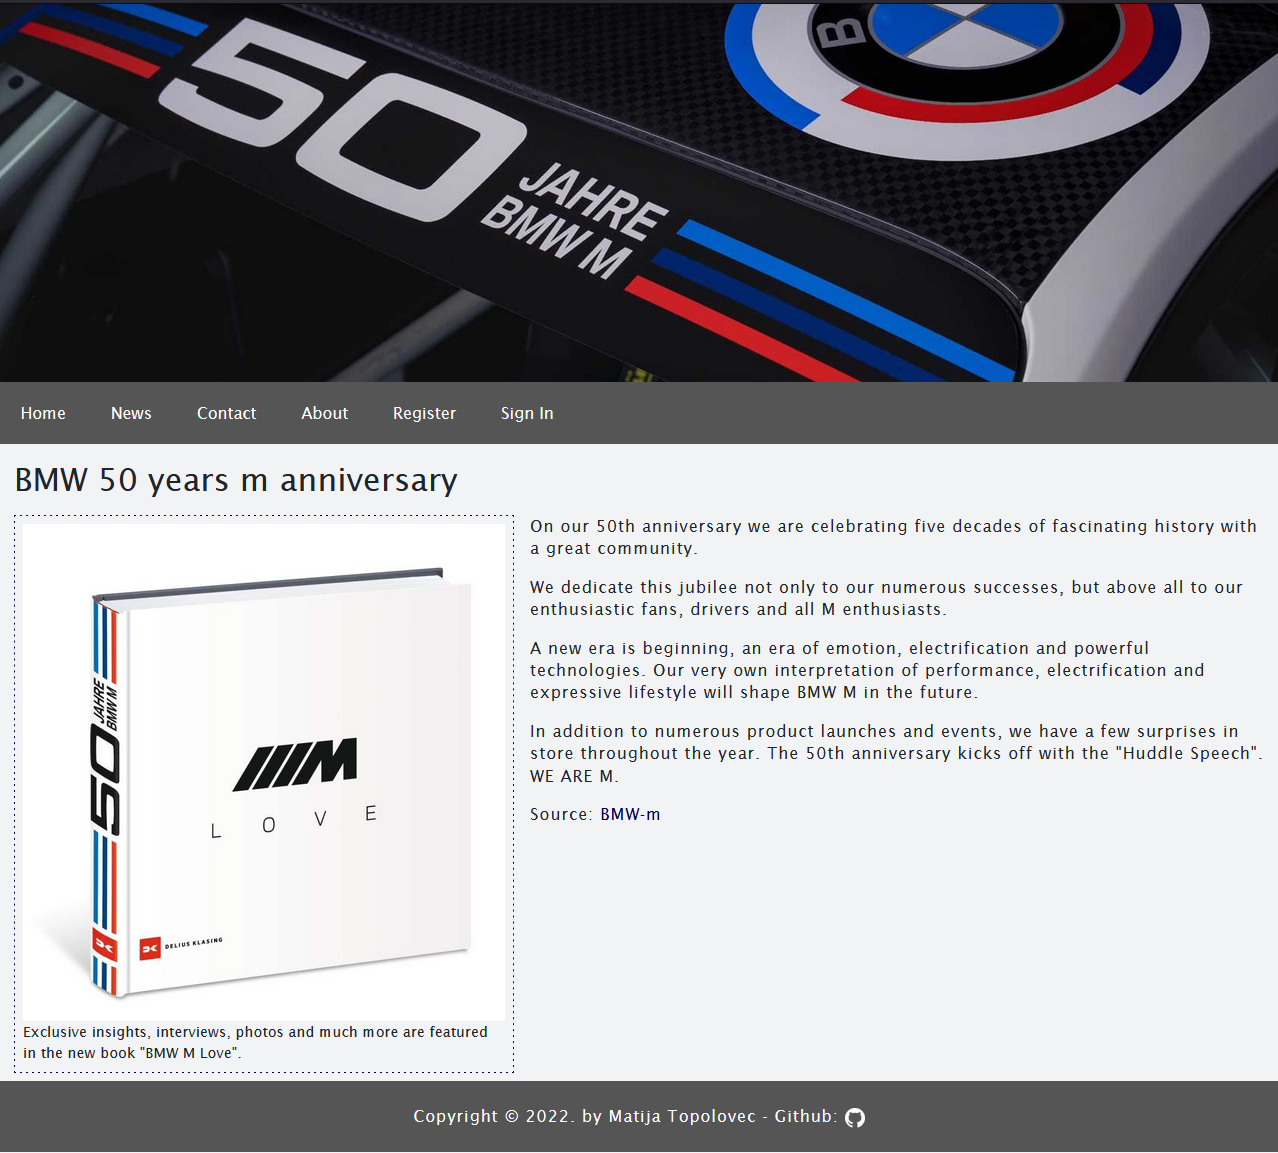 B
50
JAHRE
BMW M
Home News Contact About Register Sign In
BMW 50 years m anniversary
50 JAHRE
BMW M
M
LOVE
DELIUS KLASING
Exclusive insights, interviews, photos and much more are featured
in the new book "BMW M Love".
On our 50th anniversary we are celebrating five decades of fascinating history with
a great community.
We dedicate this jubilee not only to our numerous successes, but above all to our
enthusiastic fans, drivers and all M enthusiasts.
A new era is beginning, an era of emotion, electrification and powerful
technologies. Our very own interpretation of performance, electrification and
expressive lifestyle will shape BMW M in the future.
In addition to numerous product launches and events, we have a few surprises in
store throughout the year. The 50th anniversary kicks off with the "Huddle Speech".
WE ARE M.
Source: BMW-m
Copyright © 2022. by Matija Topolovec - Github: